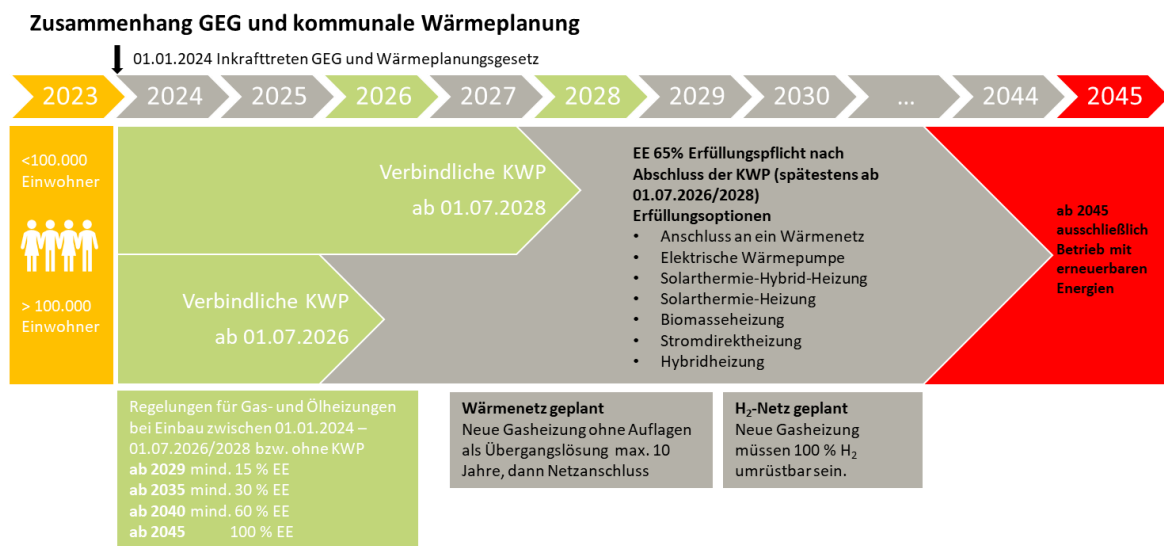 Zusammenhang GEG und kommunale Wärmeplanung
01.01.2024 Inkrafttreten GEG und Wärmeplanungsgesetz
2023
2024
2025
2026
2027
2028
2029
2030
...
2044
2045
<100.000
Einwohner
> 100.000
Einwohner
Verbindliche KWP
ab 01.07.2028
Verbindliche KWP
ab 01.07.2026
EE 65% Erfüllungspflicht nach
Abschluss der KWP (spätestens ab
01.07.2026/2028)
Erfüllungsoptionen
• Anschluss an ein Wärmenetz
• Elektrische Wärmepumpe
• Solarthermie-Hybrid-Heizung
• Solarthermie-Heizung
• Biomasseheizung
• Stromdirektheizung
• Hybridheizung
ab 2045
ausschließlich
Betrieb mit
erneuerbaren
Energien
Regelungen für Gas- und Ölheizungen
bei Einbau zwischen 01.01.2024 –
01.07.2026/2028 bzw. ohne KWP
ab 2029 mind. 15 % EE
ab 2035 mind. 30 % EE
ab 2040 mind. 60 % EE
ab 2045 100 % EE
Wärmenetz geplant
Neue Gasheizung ohne Auflagen
als Übergangslösung max. 10
Jahre, dann Netzanschluss
H₂-Netz geplant
Neue Gasheizung
müssen 100 % H₂
umrüstbar sein.